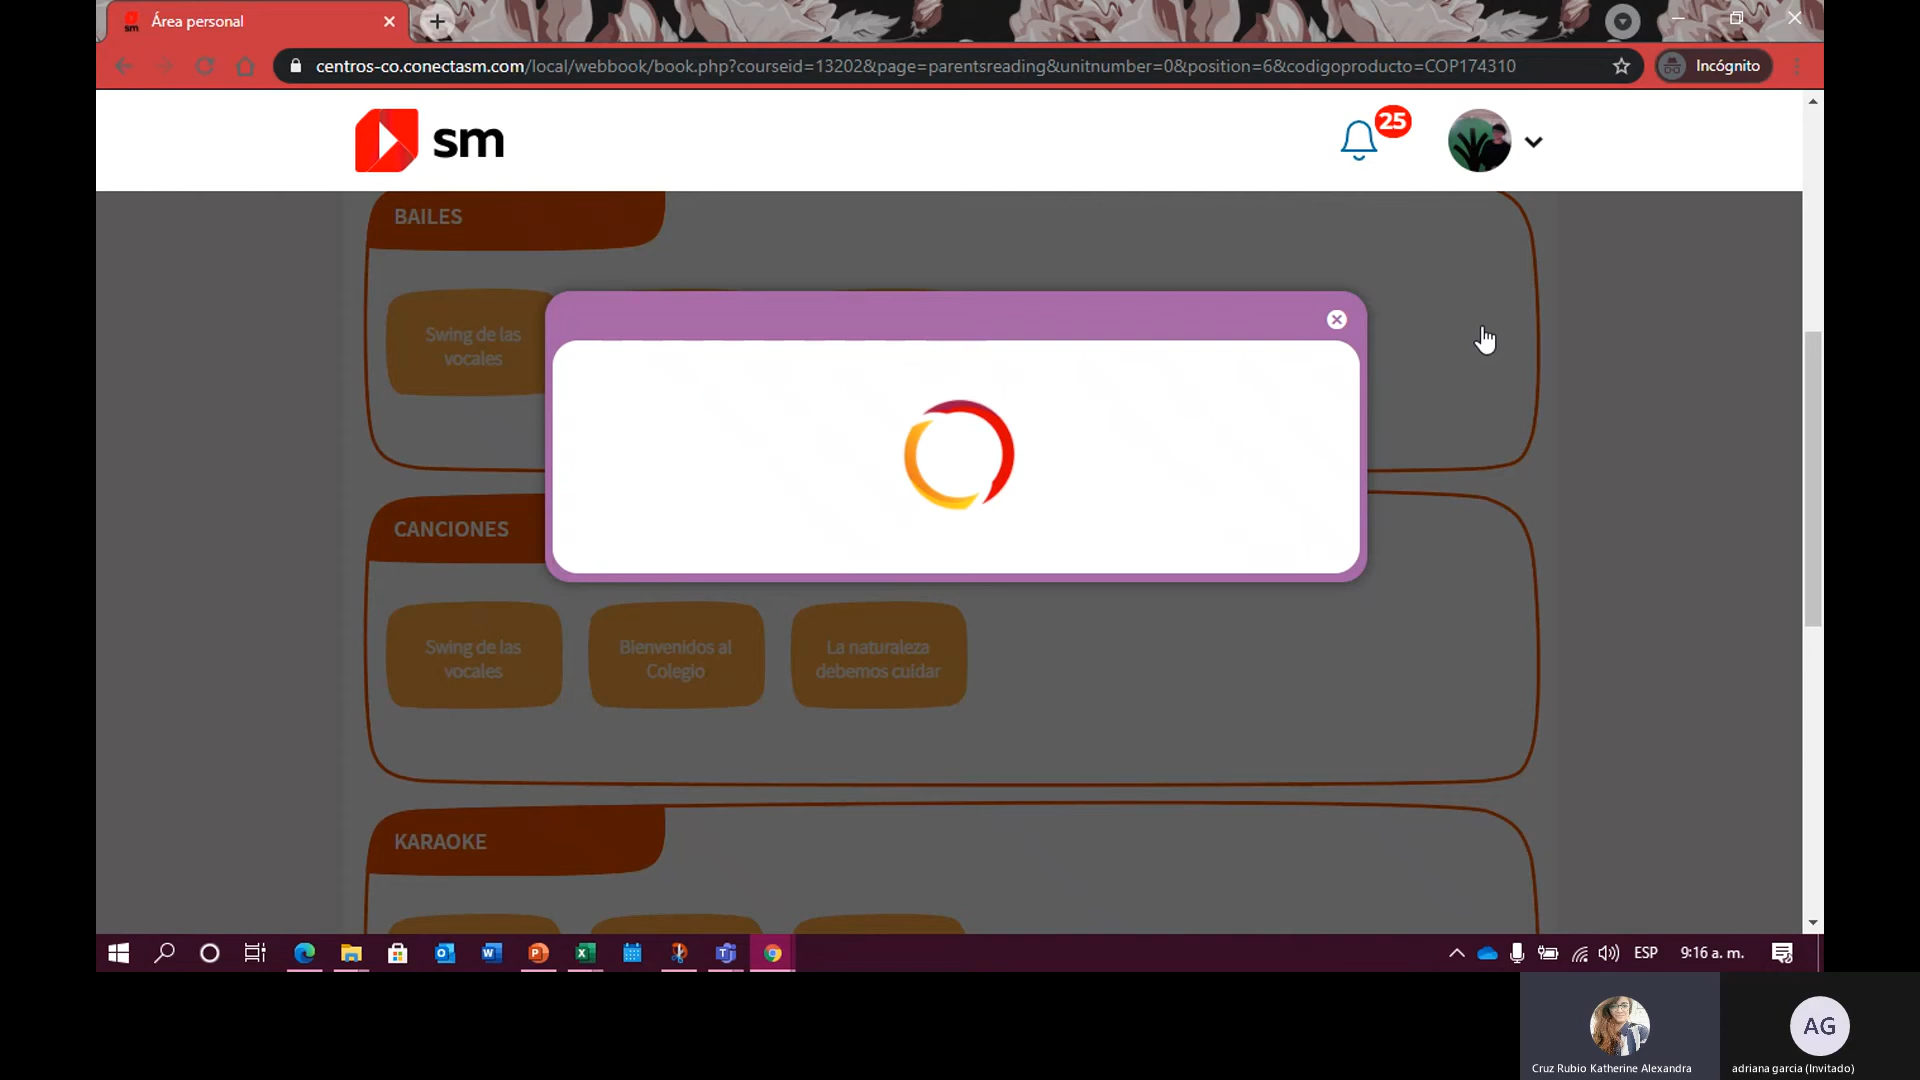 Área personal
centros-co.conectasm.com/local/webbook/book.php?courseid=13202&page=parentsreading&unitnumber=0&position=6&codigoproducto=COP174310
Incógnito
sm
25
BAILES
Swing de las
vocales
CANCIONES
Swing de las
vocales
Bienvenidos al
Colegio
La naturaleza
debemos cuidar
KARAOKE
ESP
9:16 a. m.
AG
Cruz Rubio Katherine Alexandra
adriana garcia (Invitado)